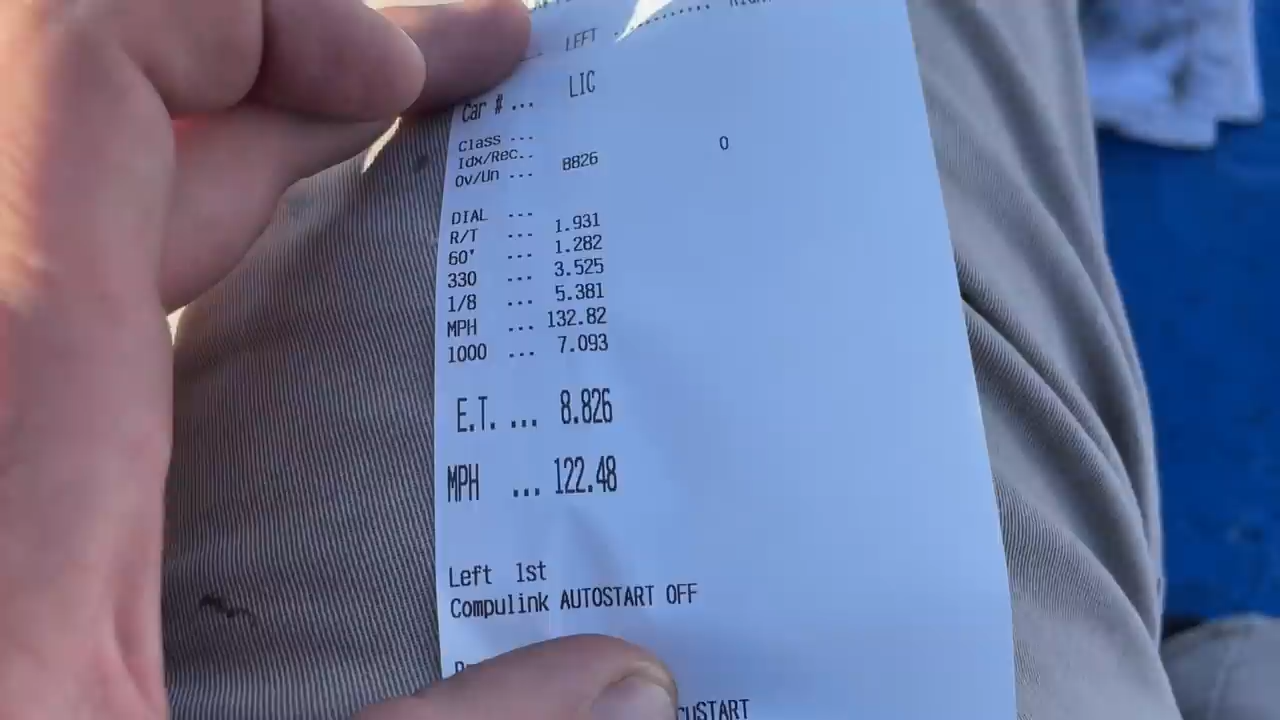 LEFT ..........
Car # ... LIC
Class ...
Idx/Rec..
Ov/Un ... 8826 0
DIAL ...
R/T ... 1.931
60' ... 1.282
330 ... 3.525
1/8 ... 5.381
MPH ... 132.82
1000 ... 7.093
E.T. ... 8.826
MPH ... 122.48
Left 1st
Compulink AUTOSTART OFF